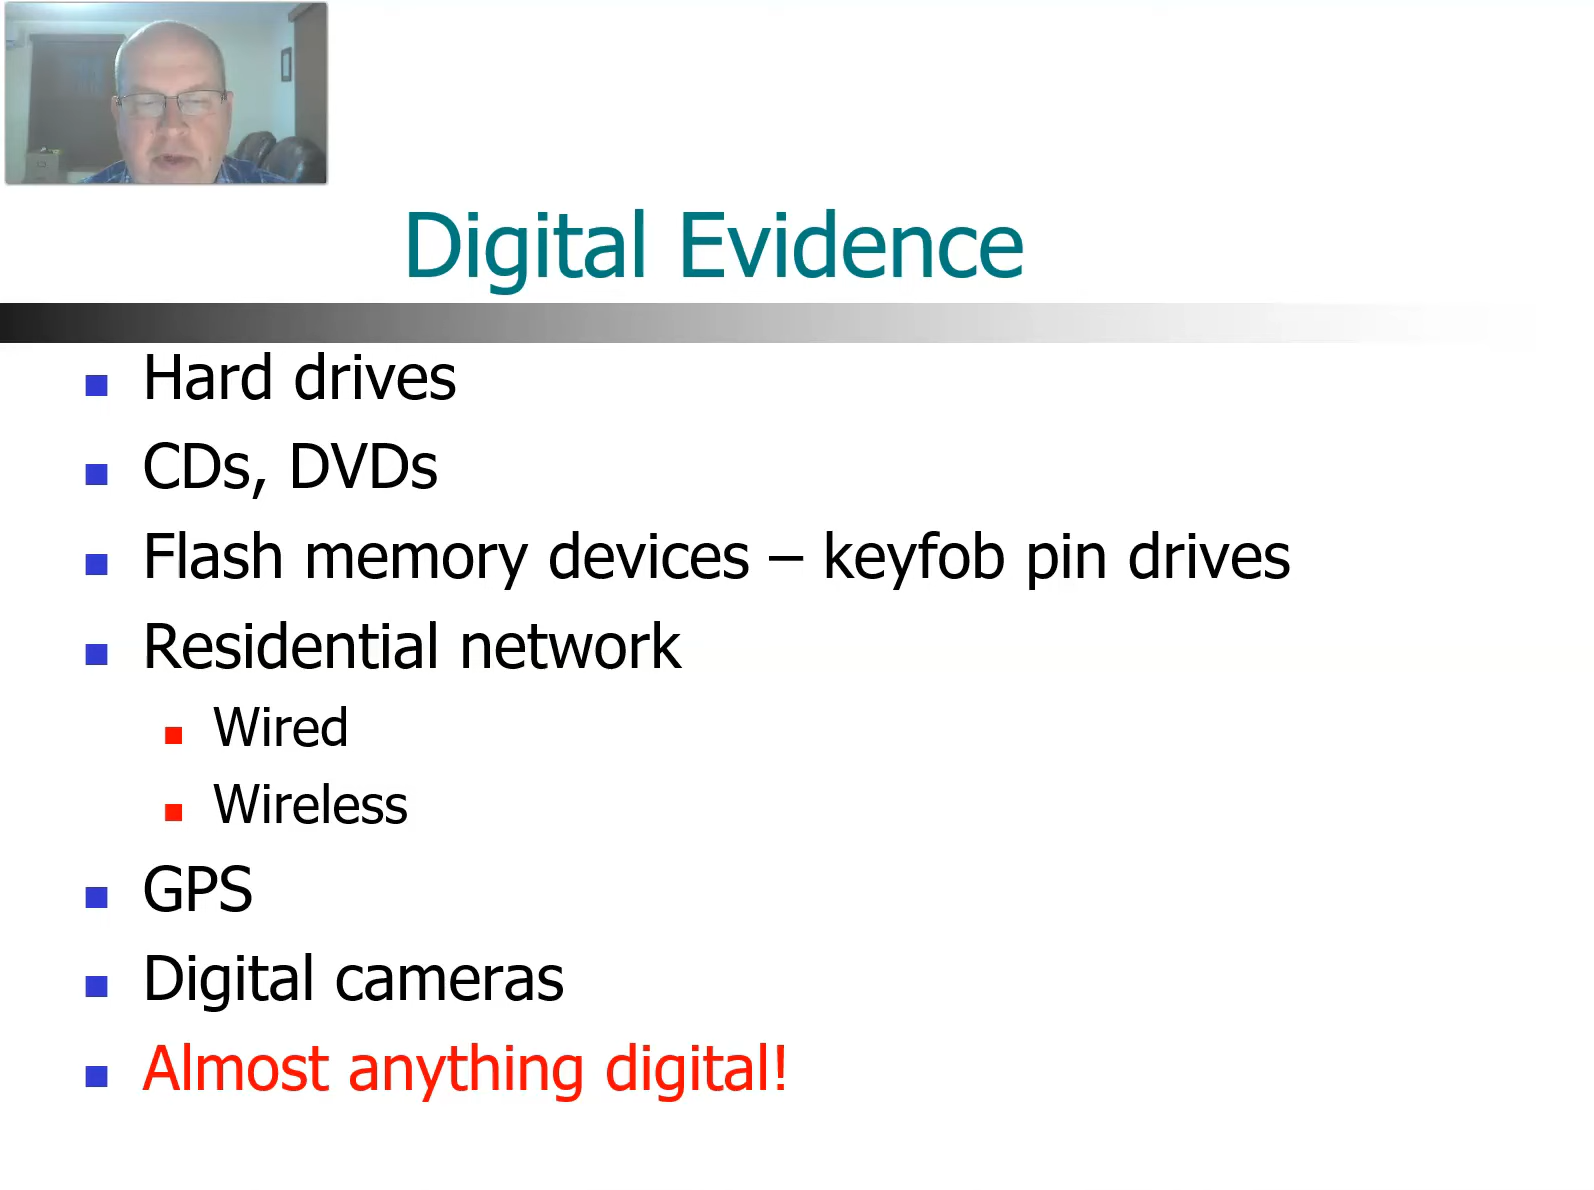 Digital Evidence
Hard drives
CDs, DVDs
Flash memory devices – keyfob pin drives
Residential network
Wired
Wireless
GPS
Digital cameras
Almost anything digital!